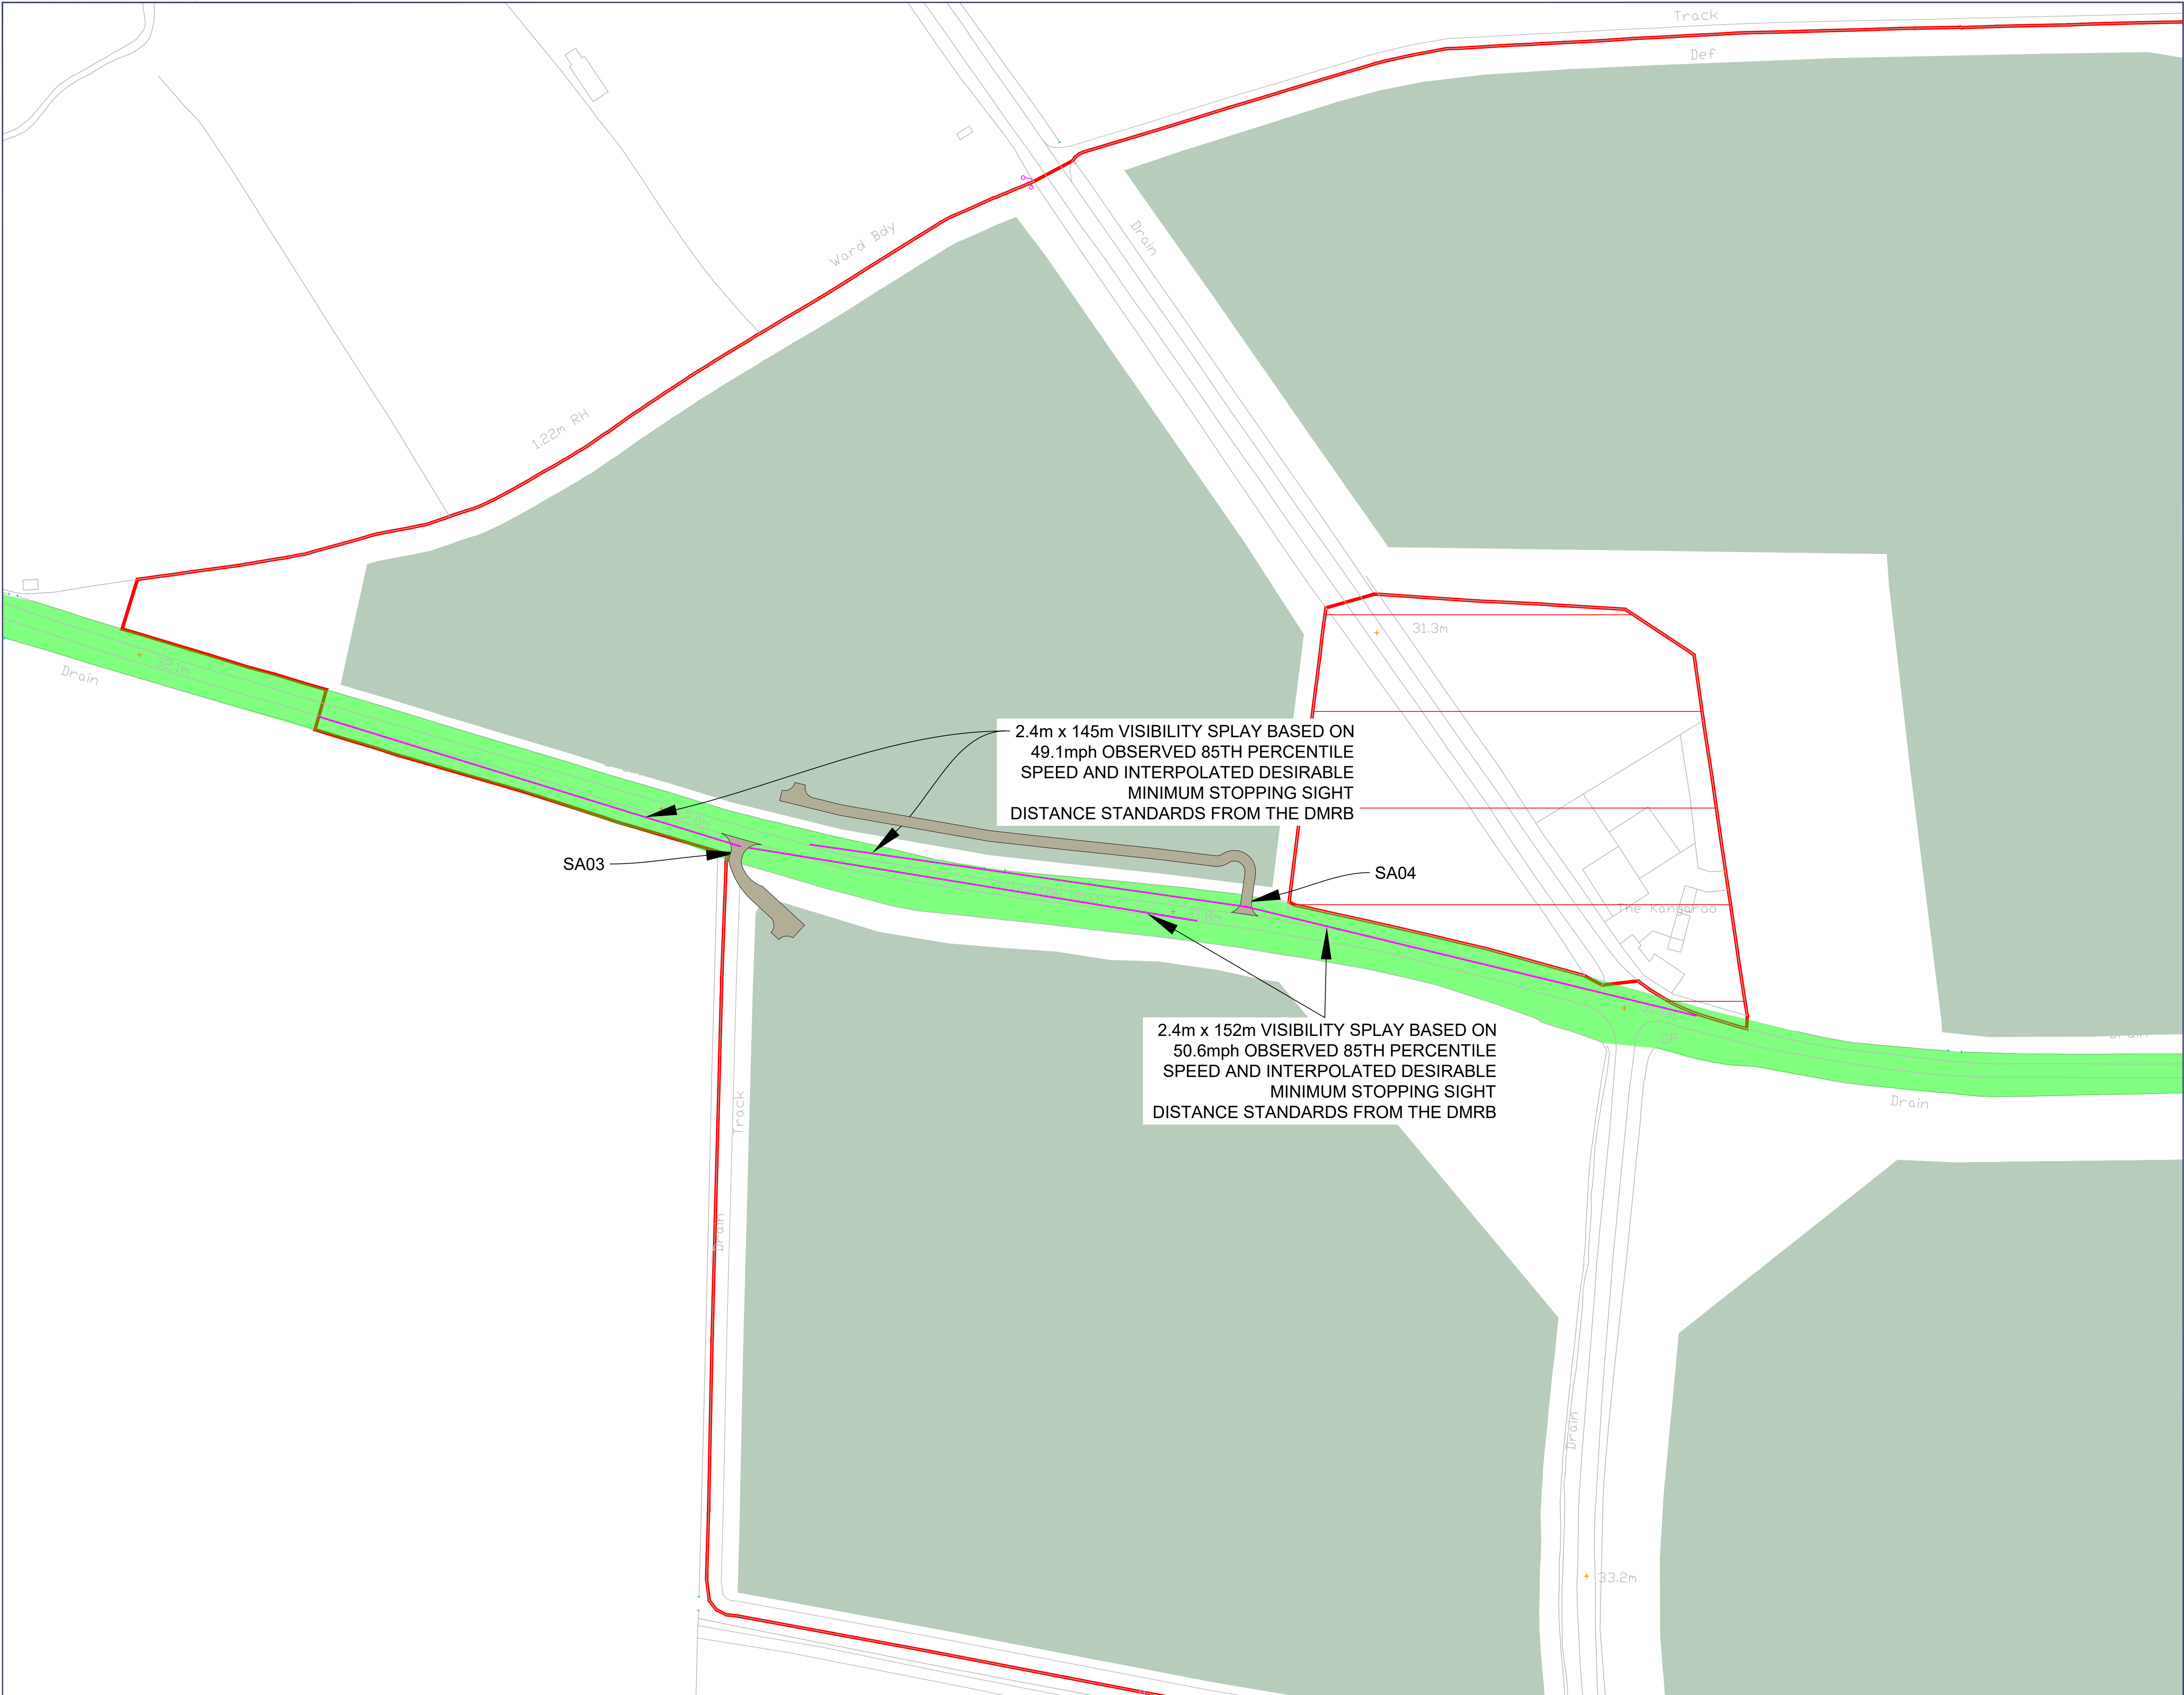 Track
Def
Drain
Ward Bdy
1.22m RH
31.3m
Drain
2.4m x 145m VISIBILITY SPLAY BASED ON
49.1mph OBSERVED 85TH PERCENTILE
SPEED AND INTERPOLATED DESIRABLE
MINIMUM STOPPING SIGHT
DISTANCE STANDARDS FROM THE DMRB
SA03
SA04
The Kangaroo
2.4m x 152m VISIBILITY SPLAY BASED ON
50.6mph OBSERVED 85TH PERCENTILE
SPEED AND INTERPOLATED DESIRABLE
MINIMUM STOPPING SIGHT
DISTANCE STANDARDS FROM THE DMRB
GP
Drain
Drain
Track
Drain
Drain
33.2m